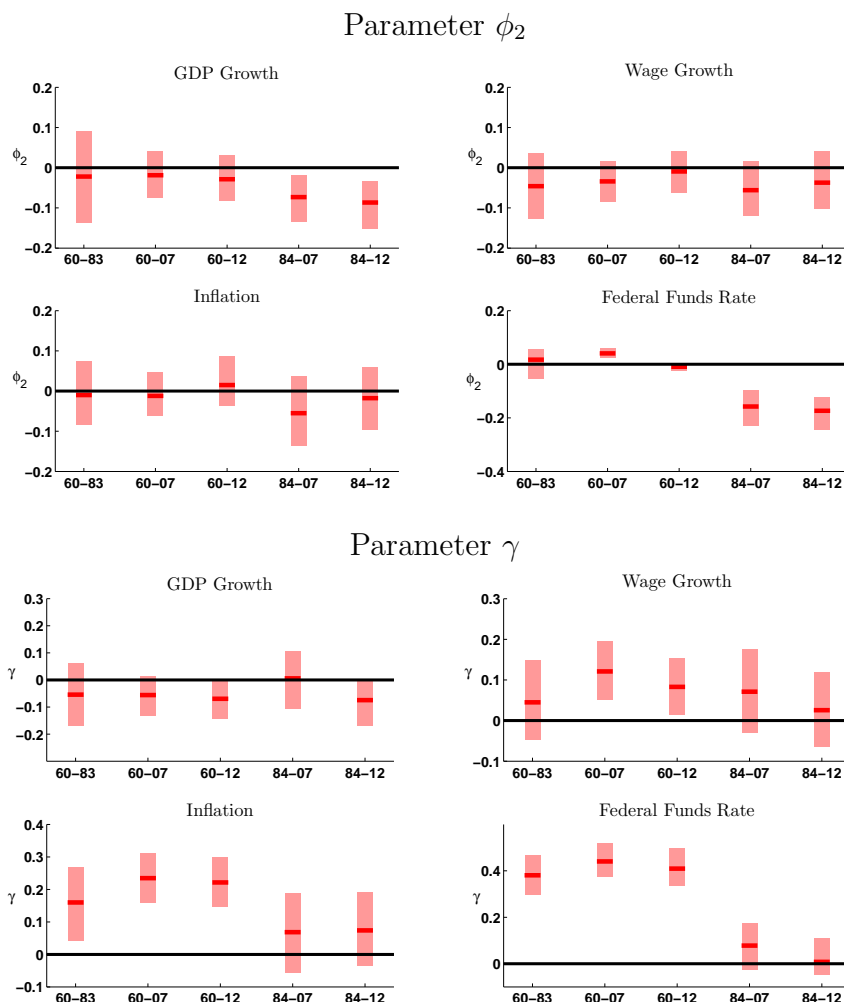 Parameter ϕ₂
GDP Growth
0.2
0.1
0
−0.1
−0.2
ϕ₂
60−83 60−07 60−12 84−07 84−12
Wage Growth
0.2
0.1
0
−0.1
−0.2
ϕ₂
60−83 60−07 60−12 84−07 84−12
Inflation
0.2
0.1
0
−0.1
−0.2
ϕ₂
60−83 60−07 60−12 84−07 84−12
Federal Funds Rate
0.2
0
−0.2
−0.4
ϕ₂
60−83 60−07 60−12 84−07 84−12
Parameter γ
GDP Growth
0.3
0.2
0.1
0
−0.1
−0.2
γ
60−83 60−07 60−12 84−07 84−12
Wage Growth
0.3
0.2
0.1
0
−0.1
γ
60−83 60−07 60−12 84−07 84−12
Inflation
0.4
0.3
0.2
0.1
0
−0.1
γ
60−83 60−07 60−12 84−07 84−12
Federal Funds Rate
0.4
0.2
0
γ
60−83 60−07 60−12 84−07 84−12